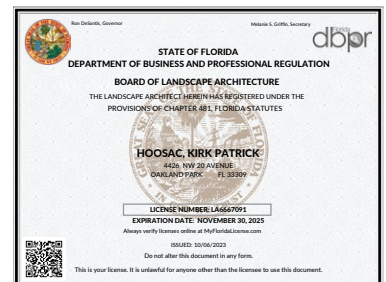 Ron DeSantis, Governor
Melanie S. Griffin, Secretary
Florida
dbpr
STATE OF FLORIDA
DEPARTMENT OF BUSINESS AND PROFESSIONAL REGULATION
BOARD OF LANDSCAPE ARCHITECTURE
THE LANDSCAPE ARCHITECT HEREIN HAS REGISTERED UNDER THE
PROVISIONS OF CHAPTER 481, FLORIDA STATUTES
HOOSAC, KIRK PATRICK
4426 NW 20 AVENUE
OAKLAND PARK FL 33309
LICENSE NUMBER: LA6667091
EXPIRATION DATE: NOVEMBER 30, 2025
Always verify licenses online at MyFloridaLicense.com
ISSUED: 10/06/2023
Do not alter this document in any form.
This is your license. It is unlawful for anyone other than the licensee to use this document.